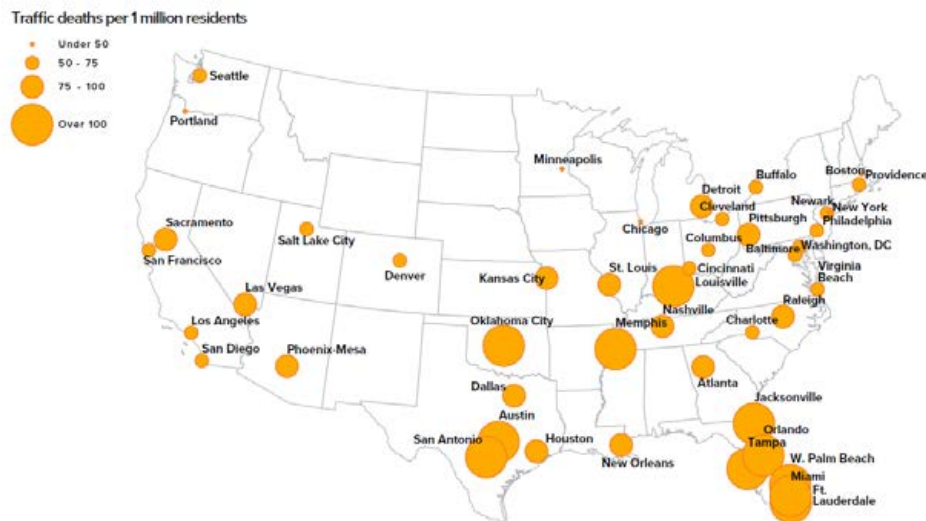 Traffic deaths per 1 million residents
Under 50
50 - 75
75 - 100
Over 100
Seattle
Portland
Minneapolis
Boston
Providence
Buffalo
Detroit
Cleveland
Newark
New York
Philadelphia
Pittsburgh
Chicago
Columbus
Baltimore
Washington, DC
Sacramento
San Francisco
Salt Lake City
Denver
Kansas City
St. Louis
Cincinnati
Louisville
Virginia
Beach
Las Vegas
Nashville
Raleigh
Los Angeles
Oklahoma City
Memphis
Charlotte
San Diego
Phoenix-Mesa
Atlanta
Dallas
Jacksonville
Austin
Orlando
San Antonio
Houston
Tampa
New Orleans
W. Palm Beach
Miami
Ft.
Lauderdale